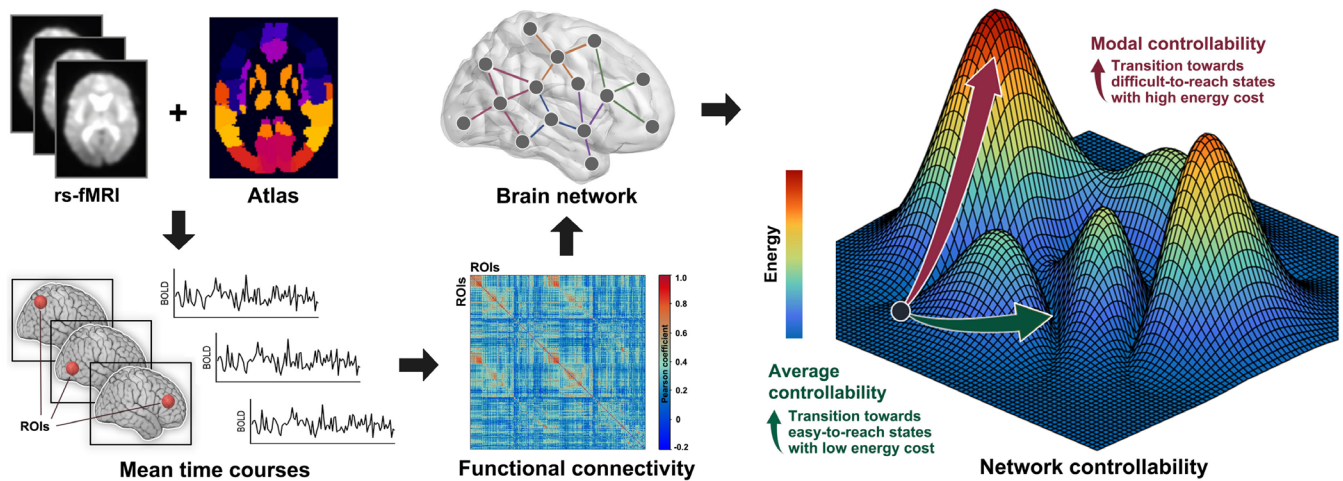 rs-fMRI
+
Atlas
BOLD
BOLD
BOLD
ROIs
Mean time courses
ROIs
ROIs
1.0
0.8
0.6
0.4
0.2
0
-0.2
Pearson coefficient
Functional connectivity
Brain network
Energy
Modal controllability
Transition towards
difficult-to-reach states
with high energy cost
Average
controllability
Transition towards
easy-to-reach states
with low energy cost
Network controllability